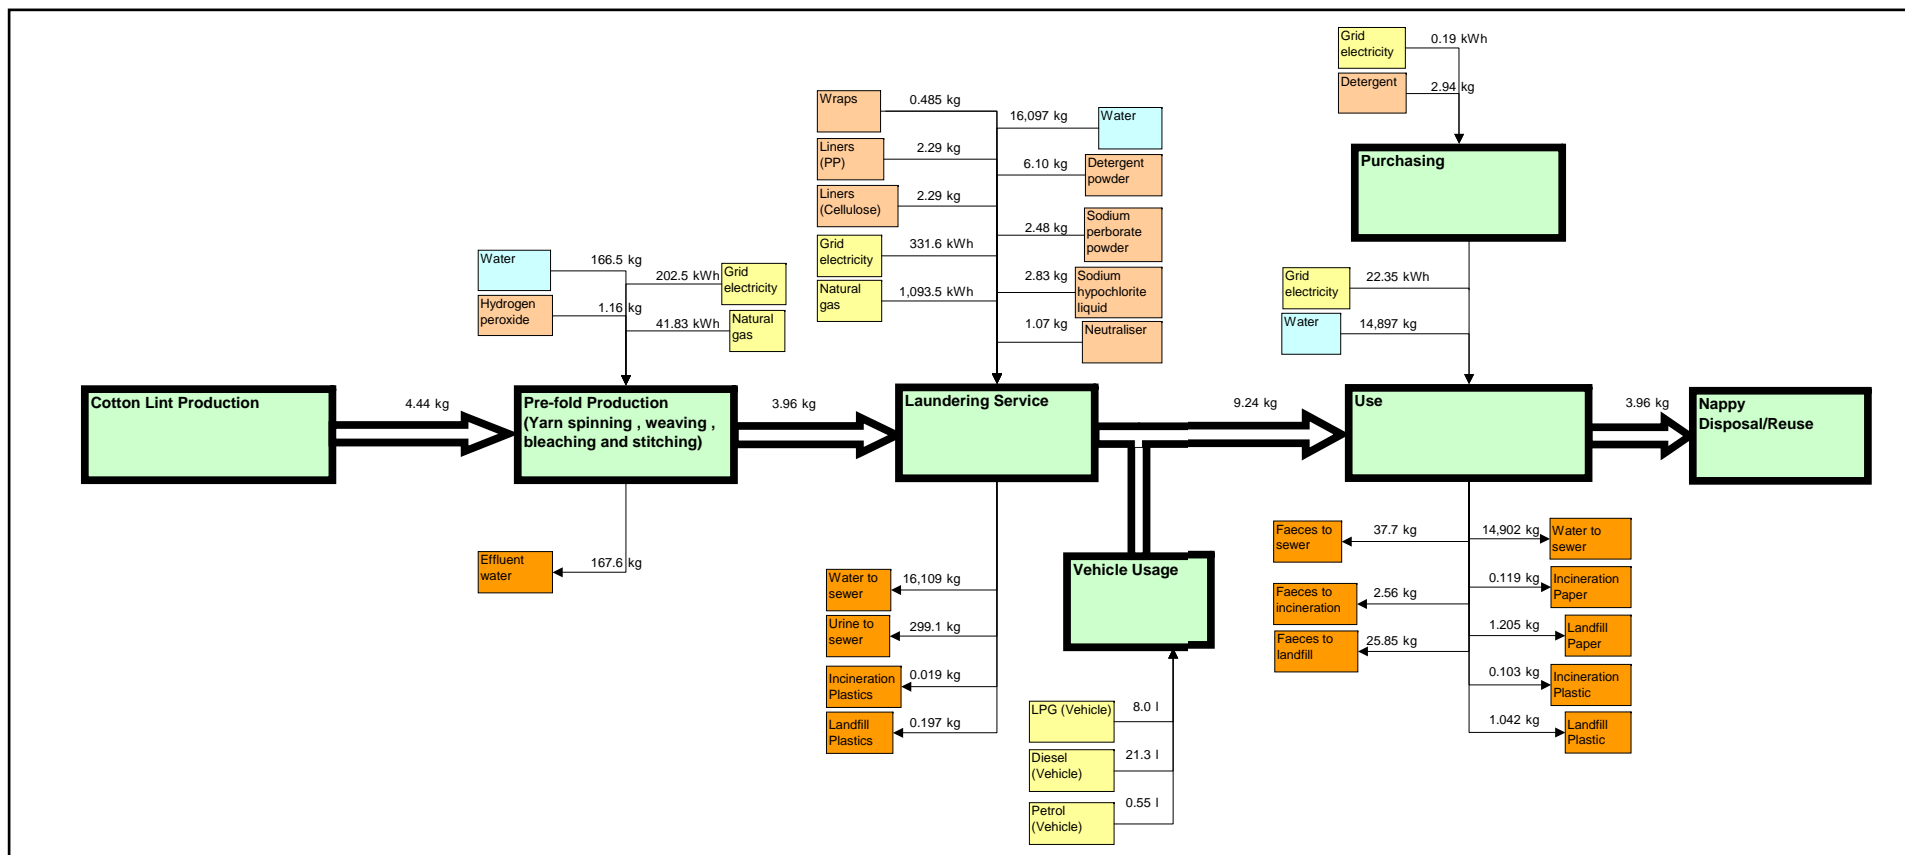 Grid
electricity
0.19 kWh
Detergent
2.94 kg
Purchasing
Wraps
0.485 kg
16,097 kg
Water
Liners
(PP)
2.29 kg
6.10 kg
Detergent
powder
Liners
(Cellulose)
2.29 kg
2.48 kg
Sodium
perborate
powder
Grid
electricity
331.6 kWh
2.83 kg
Sodium
hypochlorite
liquid
Natural
gas
1,093.5 kWh
1.07 kg
Neutraliser
Water
166.5 kg
202.5 kWh
Grid
electricity
Hydrogen
peroxide
1.16 kg
41.83 kWh
Natural
gas
Grid
electricity
22.35 kWh
Water
14,897 kg
Cotton Lint Production
4.44 kg
Pre-fold Production
(Yarn spinning , weaving ,
bleaching and stitching)
3.96 kg
Laundering Service
9.24 kg
Use
3.96 kg
Nappy
Disposal/Reuse
Effluent
water
167.6 kg
Water to
sewer
16,109 kg
Urine to
sewer
299.1 kg
Incineration
Plastics
0.019 kg
Landfill
Plastics
0.197 kg
Vehicle Usage
LPG (Vehicle)
8.0 l
Diesel
(Vehicle)
21.3 l
Petrol
(Vehicle)
0.55 l
Faeces to
sewer
37.7 kg
14,902 kg
Water to
sewer
Faeces to
incineration
2.56 kg
0.119 kg
Incineration
Paper
Faeces to
landfill
25.85 kg
1.205 kg
Landfill
Paper
0.103 kg
Incineration
Plastic
1.042 kg
Landfill
Plastic